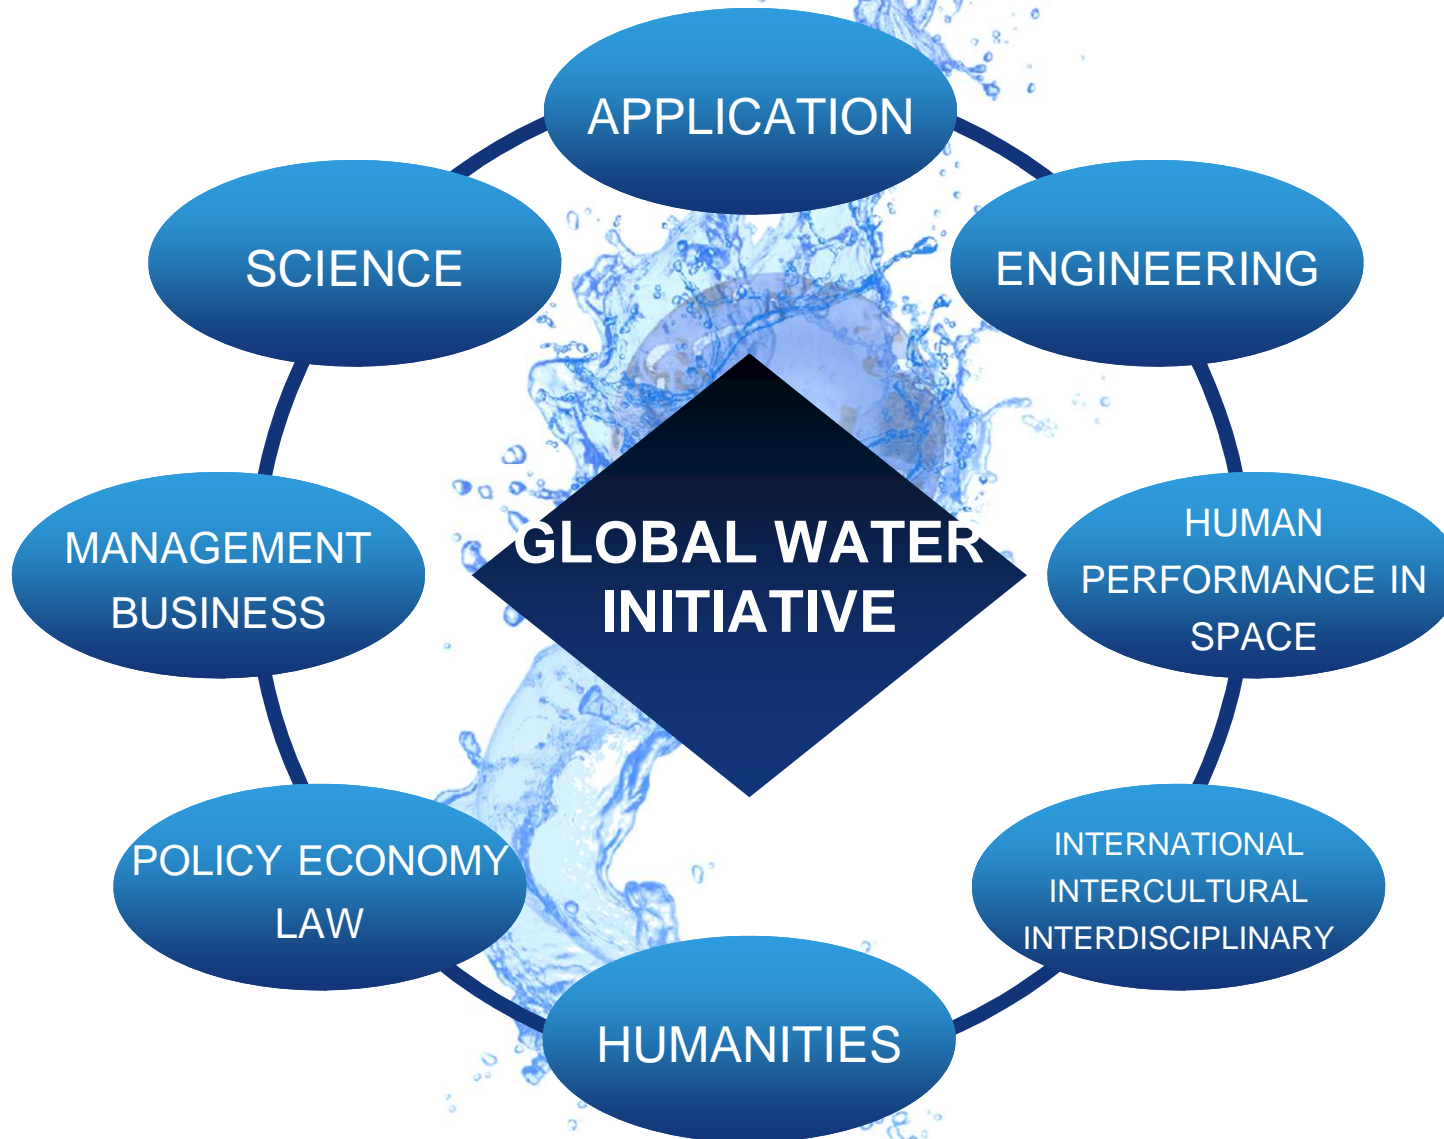 APPLICATION
SCIENCE
ENGINEERING
GLOBAL WATER
INITIATIVE
MANAGEMENT
BUSINESS
HUMAN
PERFORMANCE IN
SPACE
POLICY ECONOMY
LAW
INTERNATIONAL
INTERCULTURAL
INTERDISCIPLINARY
HUMANITIES